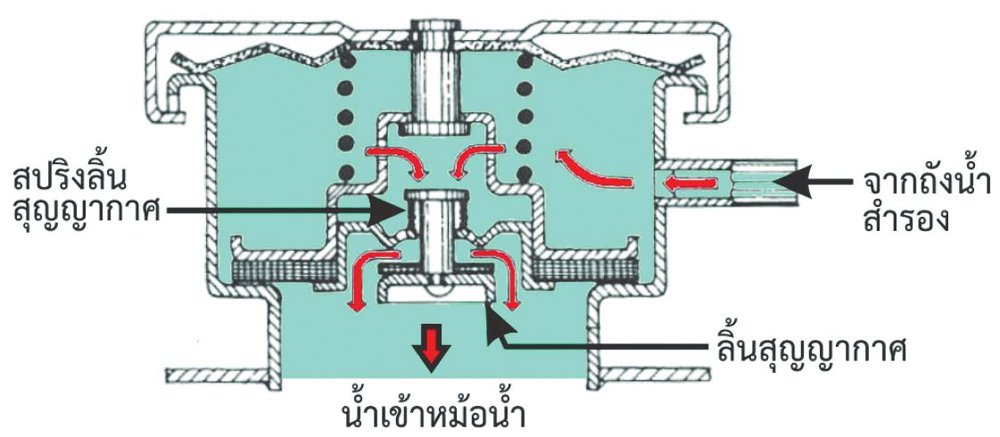 สปริงลิ้น
สุญญากาศ
จากถังน้ำ
สำรอง
ลิ้นสุญญากาศ
น้ำเข้าหม้อน้ำ